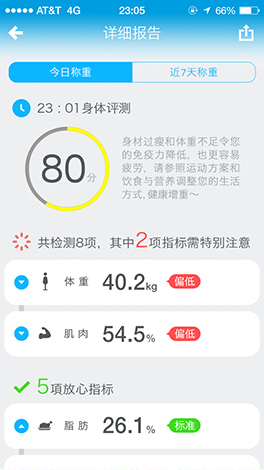 AT&T 4G 23:05
详细报告
今日称重 近7天称重
23：01身体评测
80分
身材过瘦和体重不足令您
的免疫力降低，也更容易
疲劳，请参照运动方案和
饮食与营养调整您的生活
方式,健康增重～
共检测8项，其中2项指标需特别注意
体重 40.2kg 偏低
肌肉 54.5% 偏低
5项放心指标
脂肪 26.1% 标准